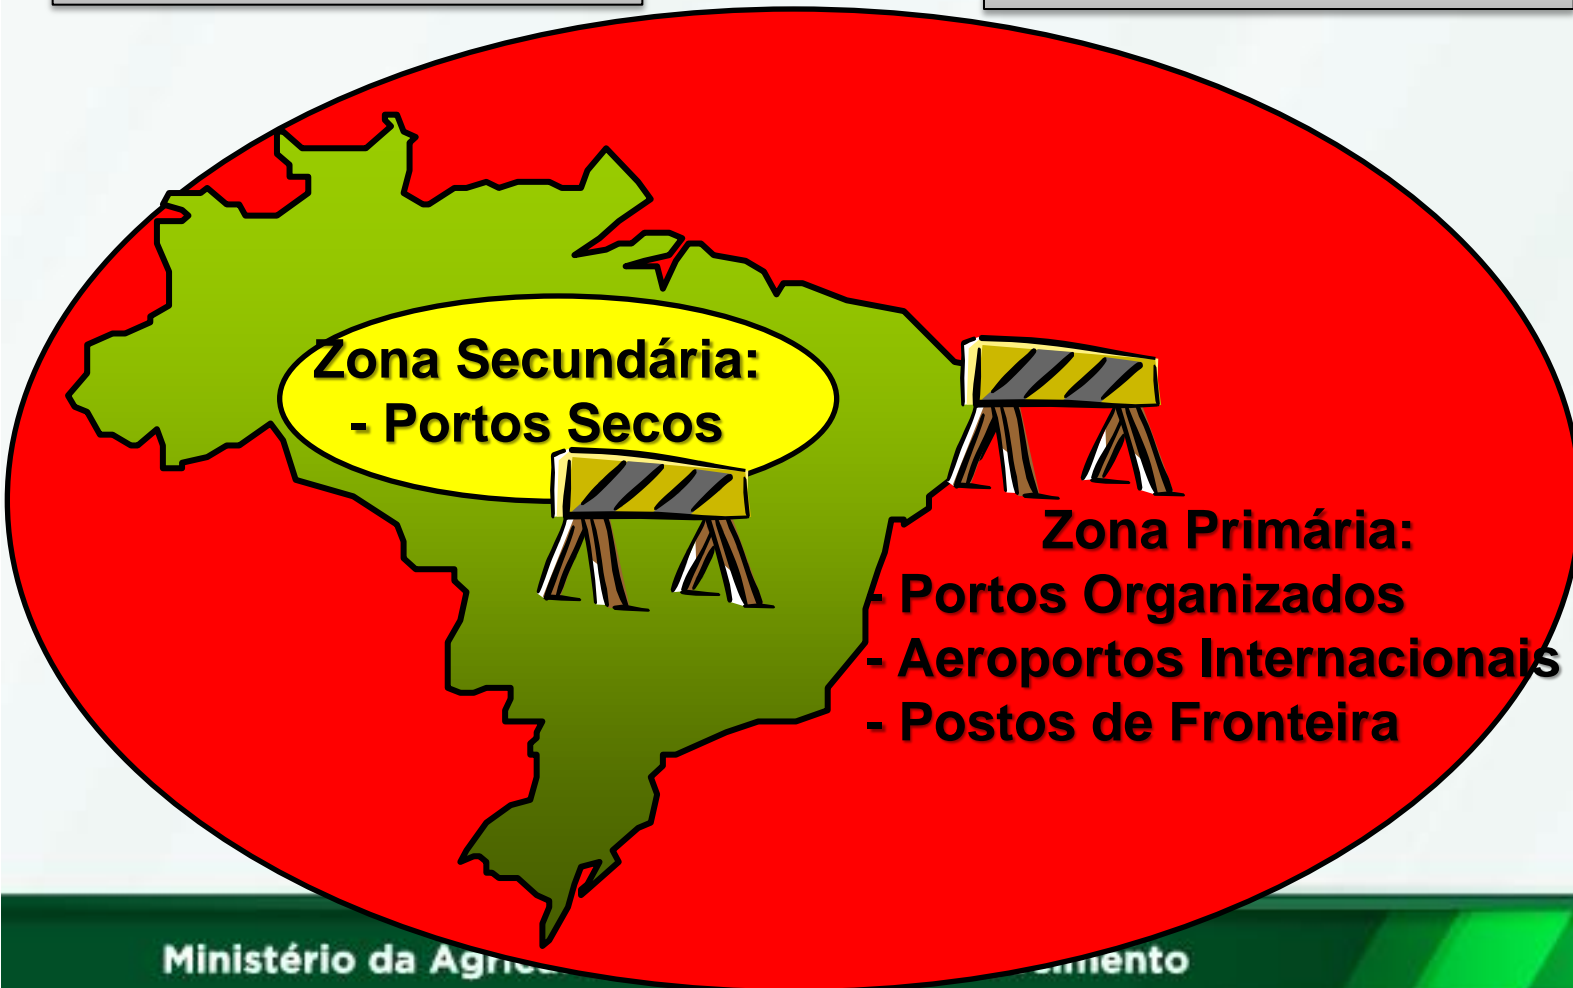 Zona Secundária:
- Portos Secos
Zona Primária:
- Portos Organizados
- Aeroportos Internacionais
- Postos de Fronteira
Ministério da